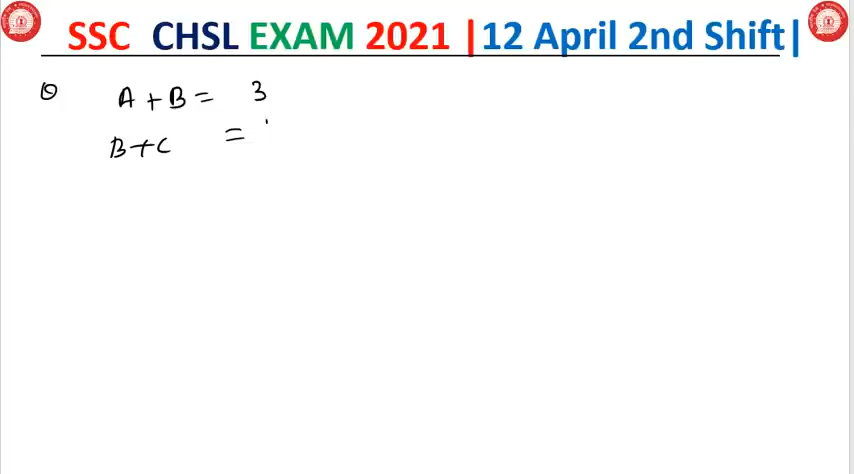 SSC CHSL EXAM 2021 |12 April 2nd Shift|
A + B = 3
B + C =